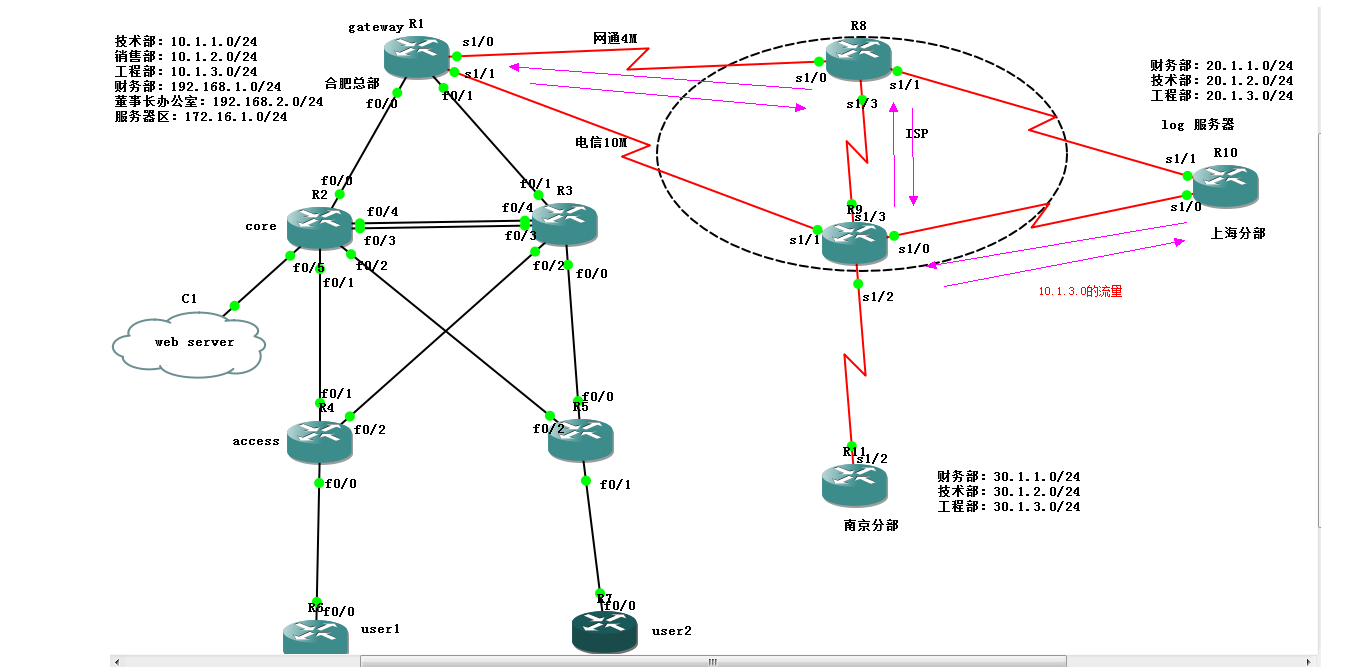 gateway R1
s1/0
s1/1
合肥总部
f0/0
f0/1
技术部: 10.1.1.0/24
销售部: 10.1.2.0/24
工程部: 10.1.3.0/24
财务部: 192.168.1.0/24
董事长办公室: 192.168.2.0/24
服务器区: 172.16.1.0/24
网通4M
电信10M
R8
s1/0
s1/1
s1/3
ISP
财务部: 20.1.1.0/24
技术部: 20.1.2.0/24
工程部: 20.1.3.0/24
log 服务器
R10
s1/1
s1/0
上海分部
R9
s1/3
s1/1
s1/0
s1/2
10.1.3.0的流量
f0/0
R2
core
f0/4
f0/3
f0/5
f0/2
f0/1
f0/1
R3
f0/4
f0/3
f0/2
f0/0
C1
web server
f0/1
R4
access
f0/2
f0/0
f0/0
R5
f0/2
f0/1
R11
s1/2
南京分部
财务部: 30.1.1.0/24
技术部: 30.1.2.0/24
工程部: 30.1.3.0/24
R6
f0/0
user1
R7
f0/0
user2